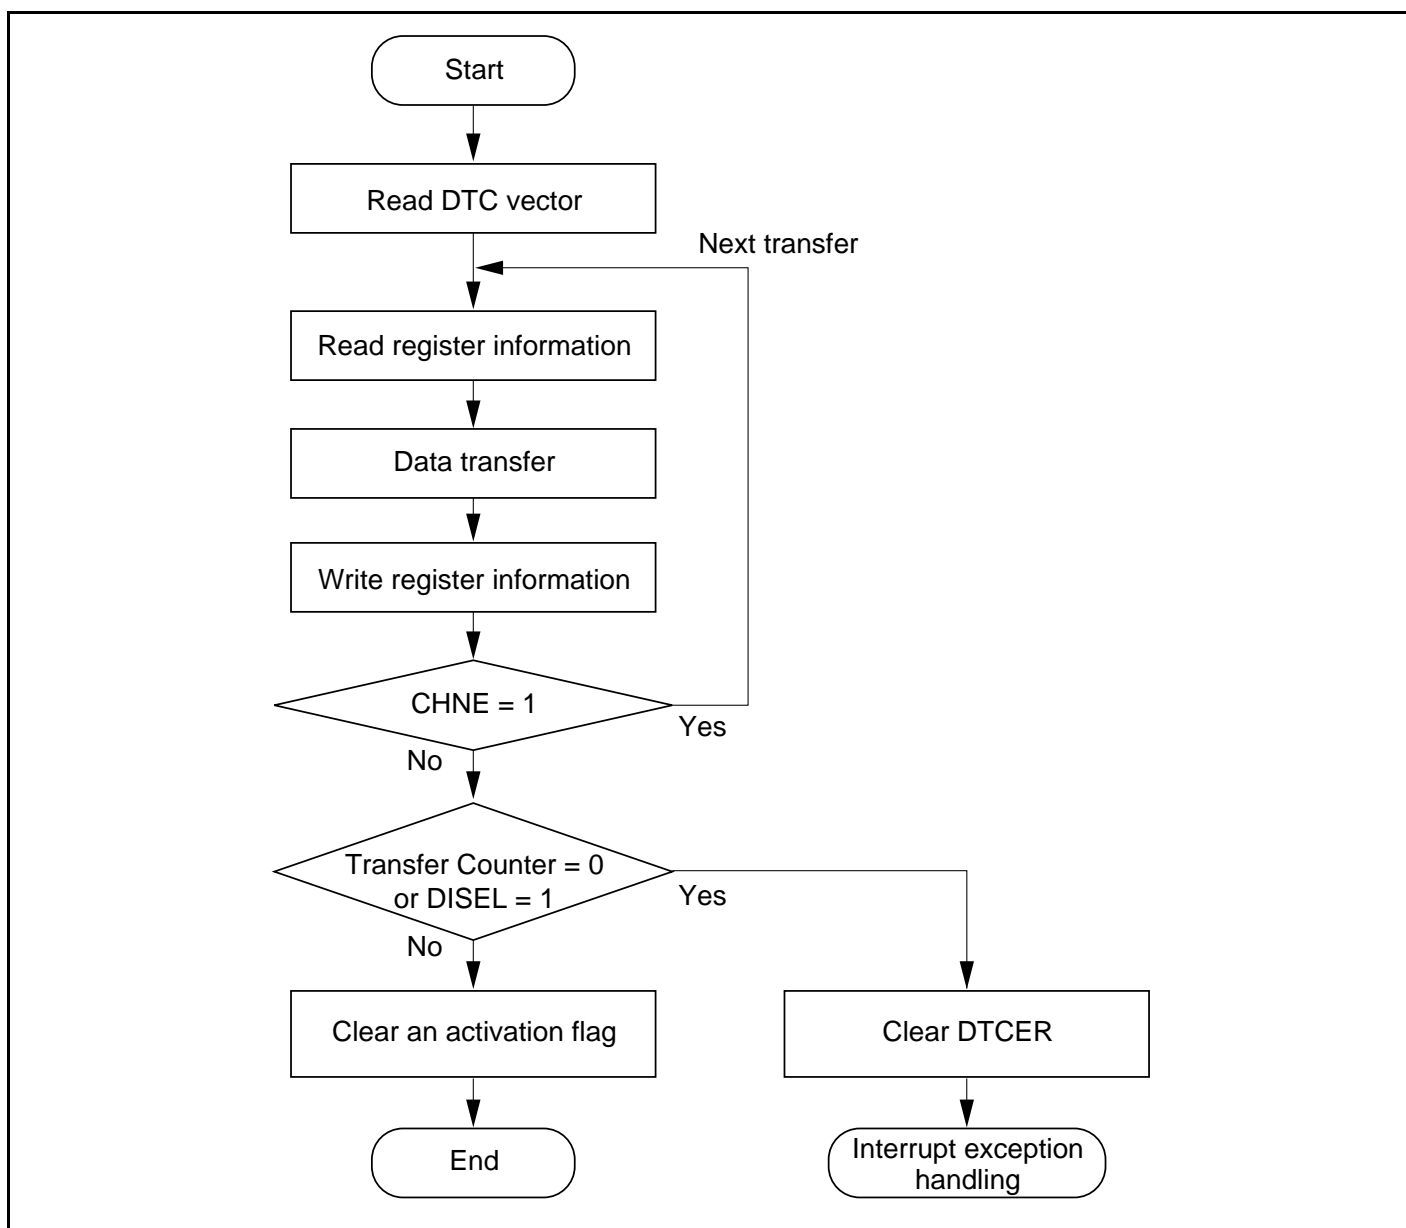 Start
Read DTC vector
Next transfer
Read register information
Data transfer
Write register information
CHNE = 1
Yes
No
Transfer Counter = 0
or DISEL = 1
Yes
No
Clear an activation flag
Clear DTCER
End
Interrupt exception
handling